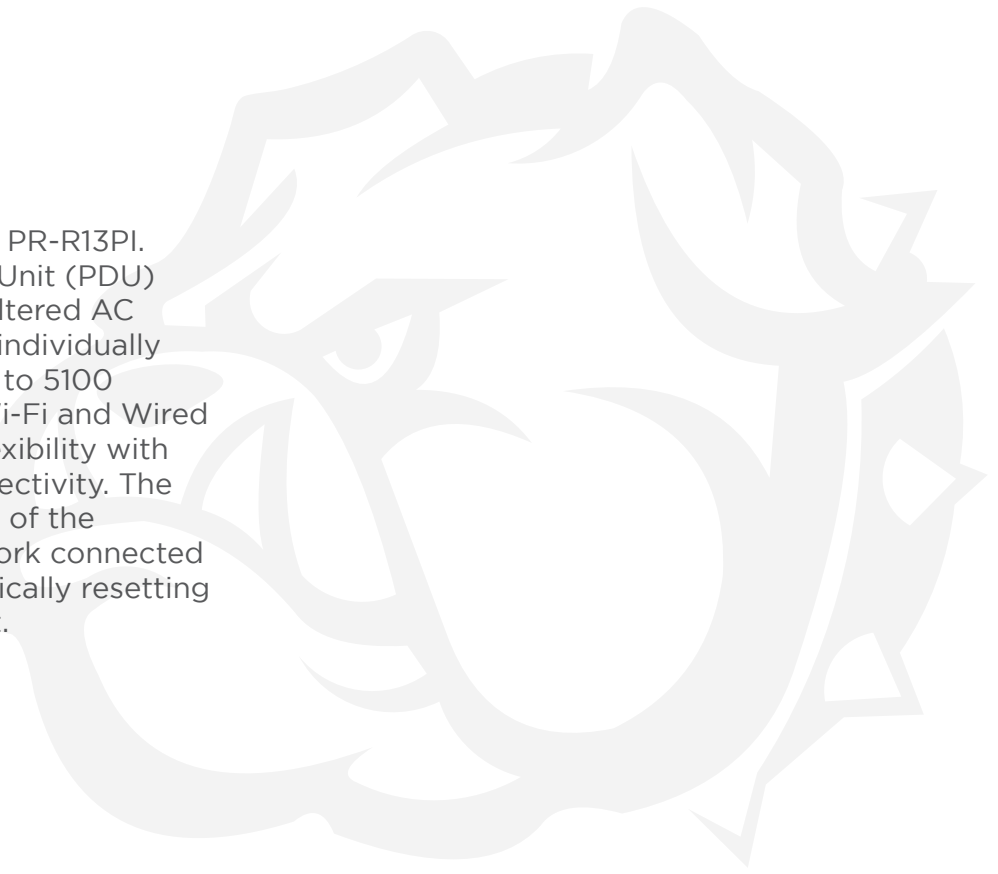 PR-R13PI.
Unit (PDU)
ltered AC
individually
to 5100
i-Fi and Wired
xibility with
ectivity. The
of the
ork connected
ically resetting
.